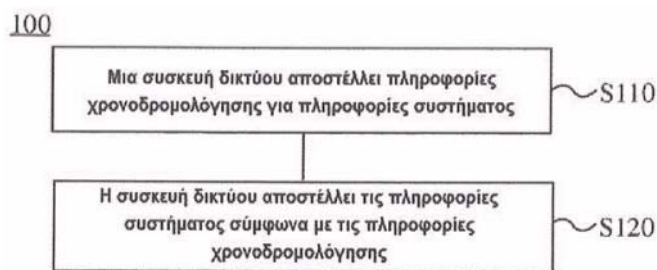 100
Μια συσκευή δικτύου αποστέλλει πληροφορίες
χρονοδρομολόγησης για πληροφορίες συστήματος
S110
Η συσκευή δικτύου αποστέλλει τις πληροφορίες
συστήματος σύμφωνα με τις πληροφορίες
χρονοδρομολόγησης
S120